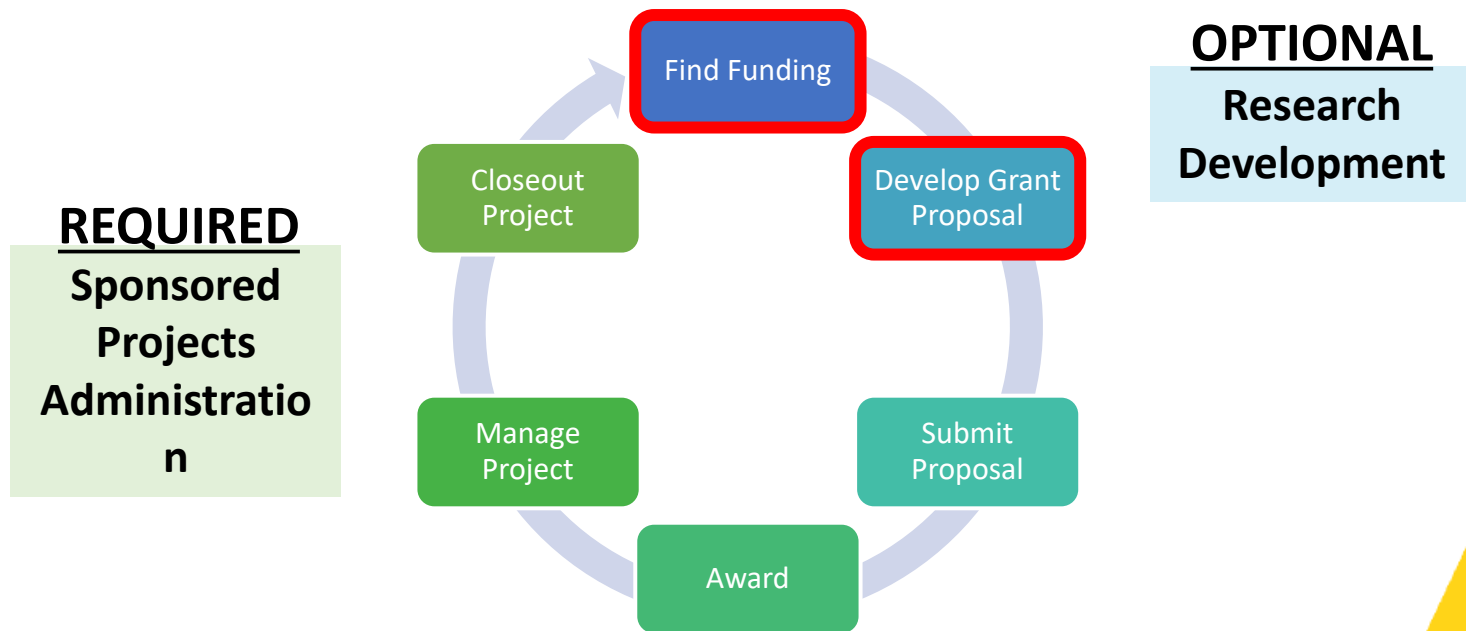 OPTIONAL
Research
Development
Find Funding
Develop Grant
Proposal
Submit
Proposal
Award
Manage
Project
Closeout
Project
REQUIRED
Sponsored
Projects
Administratio
n